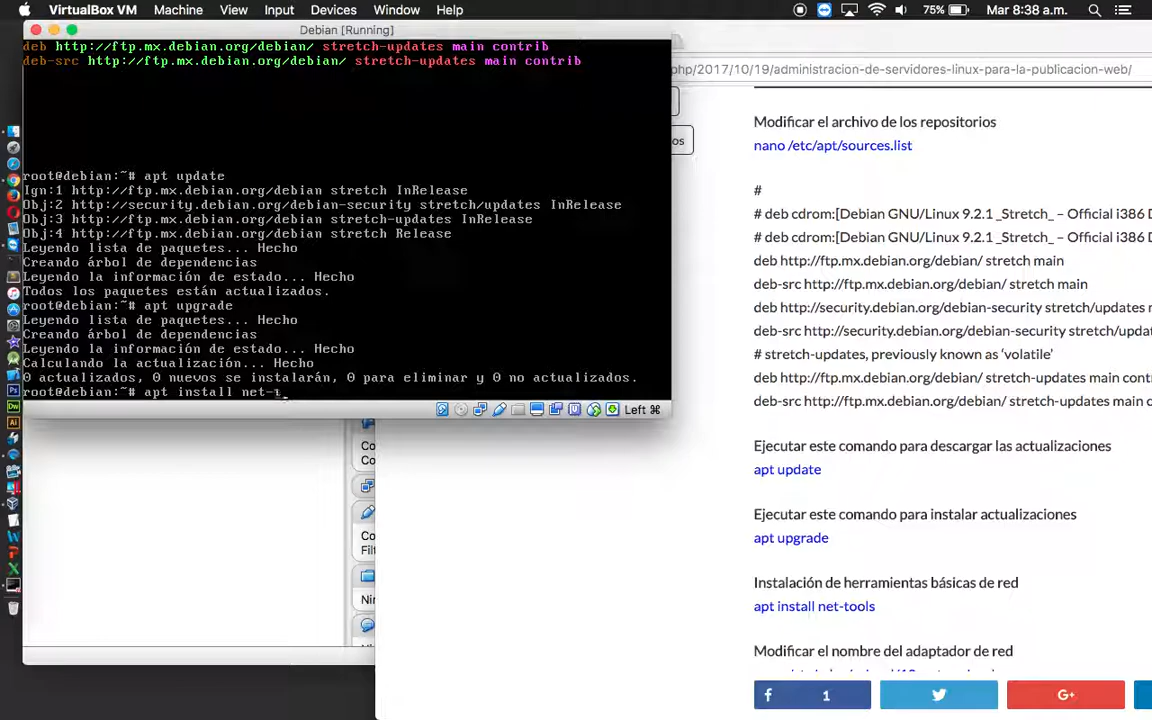 VirtualBox VM Machine View Input Devices Window Help
75% Mar 8:38 a.m.
Debian [Running]
deb http://ftp.mx.debian.org/debian/ stretch-updates main contrib
deb-src http://ftp.mx.debian.org/debian/ stretch-updates main contrib
root@debian:~# apt update
Ign:1 http://ftp.mx.debian.org/debian stretch InRelease
Obj:2 http://security.debian.org/debian-security stretch/updates InRelease
Obj:3 http://ftp.mx.debian.org/debian stretch-updates InRelease
Obj:4 http://ftp.mx.debian.org/debian stretch Release
Leyendo lista de paquetes... Hecho
Creando árbol de dependencias
Leyendo la información de estado... Hecho
Todos los paquetes están actualizados.
root@debian:~# apt upgrade
Leyendo lista de paquetes... Hecho
Creando árbol de dependencias
Leyendo la información de estado... Hecho
Calculando la actualización... Hecho
0 actualizados, 0 nuevos se instalarán, 0 para eliminar y 0 no actualizados.
root@debian:~# apt install net-
Left ⌘
Co
Co
Co
Filt
Nir
php/2017/10/19/administracion-de-servidores-linux-para-la-publicacion-web/
os
Modificar el archivo de los repositorios
nano /etc/apt/sources.list
#
# deb cdrom:[Debian GNU/Linux 9.2.1 _Stretch_ – Official i386 D
# deb cdrom:[Debian GNU/Linux 9.2.1 _Stretch_ – Official i386 D
deb http://ftp.mx.debian.org/debian/ stretch main
deb-src http://ftp.mx.debian.org/debian/ stretch main
deb http://security.debian.org/debian-security stretch/updates m
deb-src http://security.debian.org/debian-security stretch/updat
# stretch-updates, previously known as ‘volatile’
deb http://ftp.mx.debian.org/debian/ stretch-updates main contr
deb-src http://ftp.mx.debian.org/debian/ stretch-updates main c
Ejecutar este comando para descargar las actualizaciones
apt update
Ejecutar este comando para instalar actualizaciones
apt upgrade
Instalación de herramientas básicas de red
apt install net-tools
Modificar el nombre del adaptador de red
f 1
G+